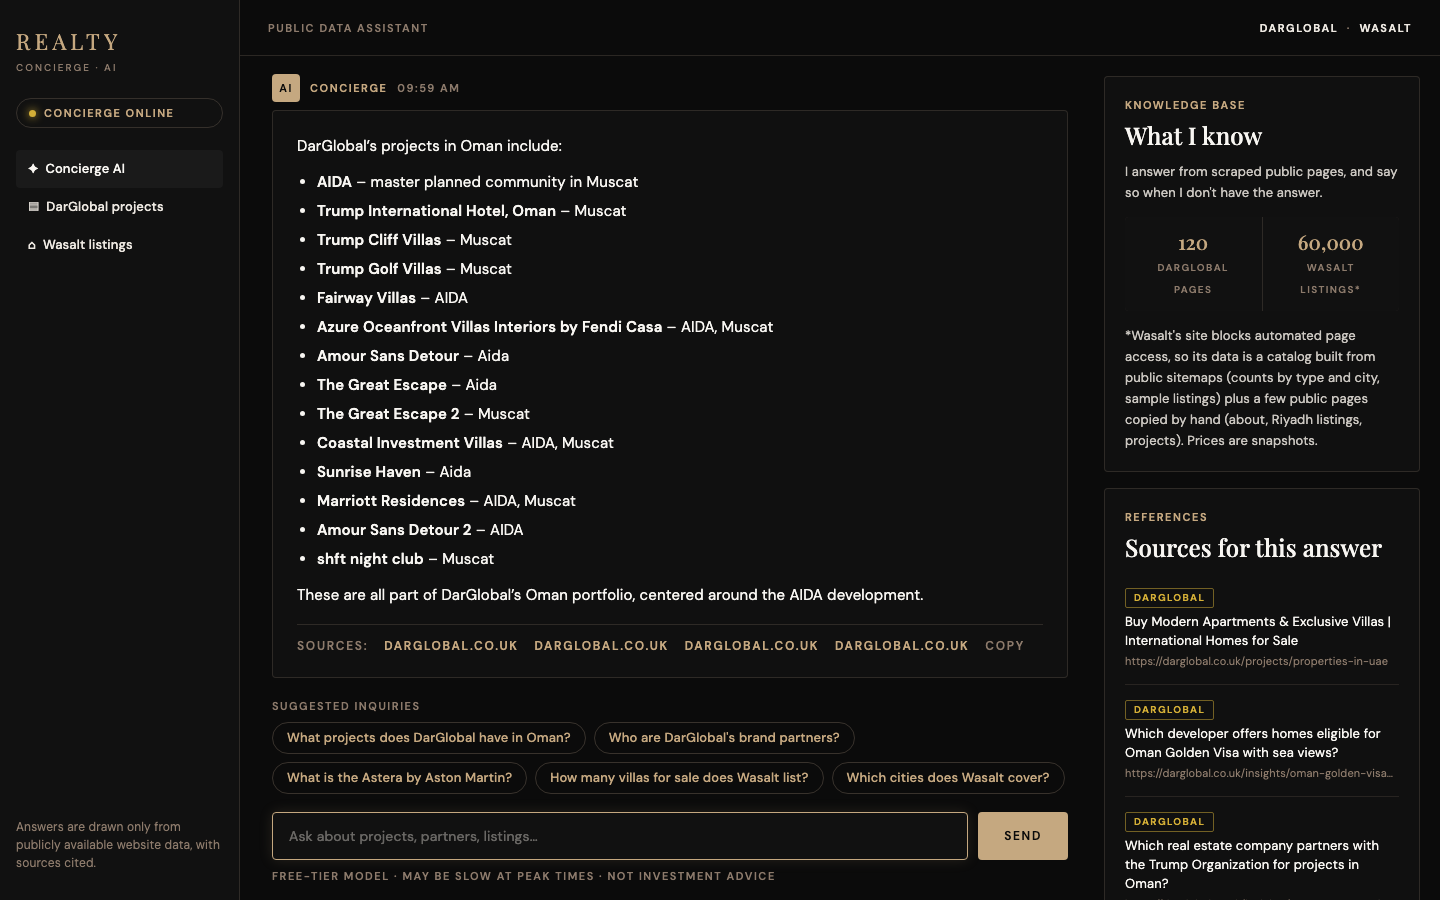 REALTY
CONCIERGE · AI
CONCIERGE ONLINE
Concierge AI
DarGlobal projects
Wasalt listings
Answers are drawn only from
publicly available website data, with
sources cited.
PUBLIC DATA ASSISTANT
DARGLOBAL · WASALT
AI CONCIERGE 09:59 AM
DarGlobal’s projects in Oman include:
• AIDA – master planned community in Muscat
• Trump International Hotel, Oman – Muscat
• Trump Cliff Villas – Muscat
• Trump Golf Villas – Muscat
• Fairway Villas – AIDA
• Azure Oceanfront Villas Interiors by Fendi Casa – AIDA, Muscat
• Amour Sans Detour – Aida
• The Great Escape – Aida
• The Great Escape 2 – Muscat
• Coastal Investment Villas – AIDA, Muscat
• Sunrise Haven – Aida
• Marriott Residences – AIDA, Muscat
• Amour Sans Detour 2 – AIDA
• shft night club – Muscat
These are all part of DarGlobal’s Oman portfolio, centered around the AIDA development.
SOURCES: DARGLOBAL.CO.UK DARGLOBAL.CO.UK DARGLOBAL.CO.UK DARGLOBAL.CO.UK COPY
SUGGESTED INQUIRIES
What projects does DarGlobal have in Oman? Who are DarGlobal's brand partners?
What is the Astera by Aston Martin? How many villas for sale does Wasalt list? Which cities does Wasalt cover?
Ask about projects, partners, listings…
SEND
FREE-TIER MODEL · MAY BE SLOW AT PEAK TIMES · NOT INVESTMENT ADVICE
KNOWLEDGE BASE
What I know
I answer from scraped public pages, and say
so when I don't have the answer.
120 60,000
DARGLOBAL WASALT
PAGES LISTINGS*
*Wasalt's site blocks automated page
access, so its data is a catalog built from
public sitemaps (counts by type and city,
sample listings) plus a few public pages
copied by hand (about, Riyadh listings,
projects). Prices are snapshots.
REFERENCES
Sources for this answer
DARGLOBAL
Buy Modern Apartments & Exclusive Villas |
International Homes for Sale
https://darglobal.co.uk/projects/properties-in-uae
DARGLOBAL
Which developer offers homes eligible for
Oman Golden Visa with sea views?
https://darglobal.co.uk/insights/oman-golden-visa…
DARGLOBAL
Which real estate company partners with
the Trump Organization for projects in
Oman?